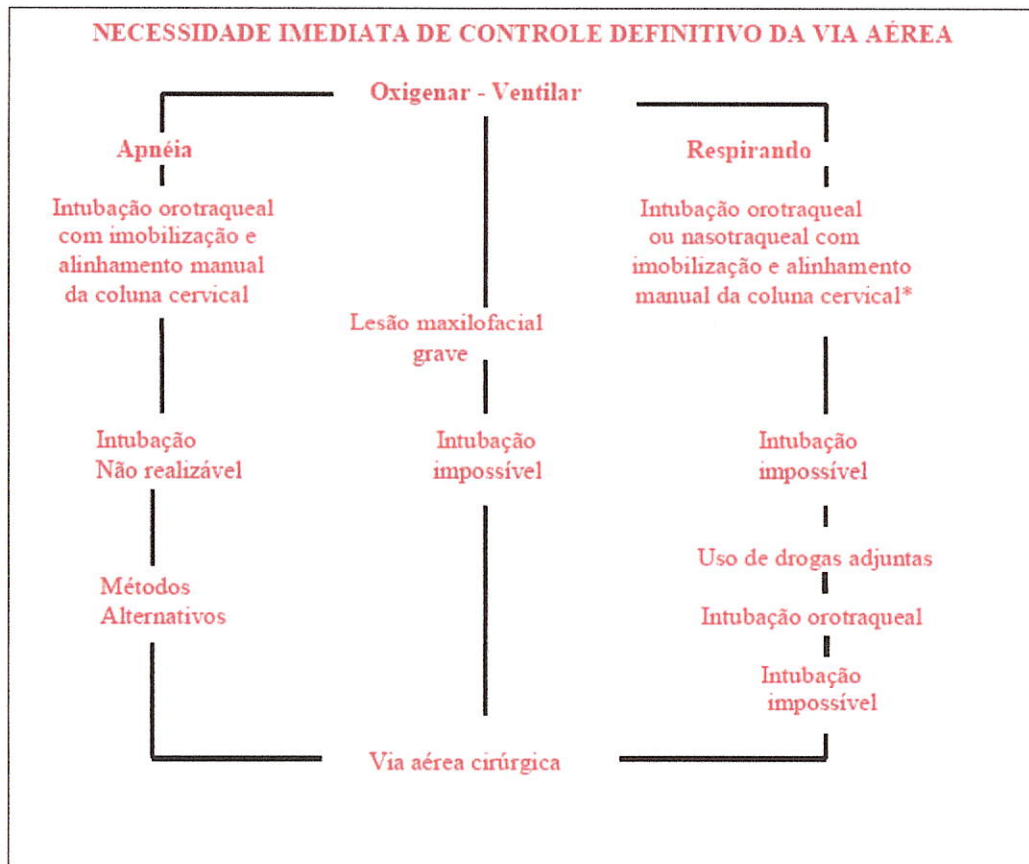 NECESSIDADE IMEDIATA DE CONTROLE DEFINITIVO DA VIA AÉREA
Oxigenar - Ventilar
Apnéia
Intubação orotraqueal
com imobilização e
alinhamento manual
da coluna cervical
Intubação
Não realizável
Métodos
Alternativos
Lesão maxilofacial
grave
Intubação
impossível
Respirando
Intubação orotraqueal
ou nasotraqueal com
imobilização e alinhamento
manual da coluna cervical*
Intubação
impossível
Uso de drogas adjuntas
Intubação orotraqueal
Intubação
impossível
Via aérea cirúrgica